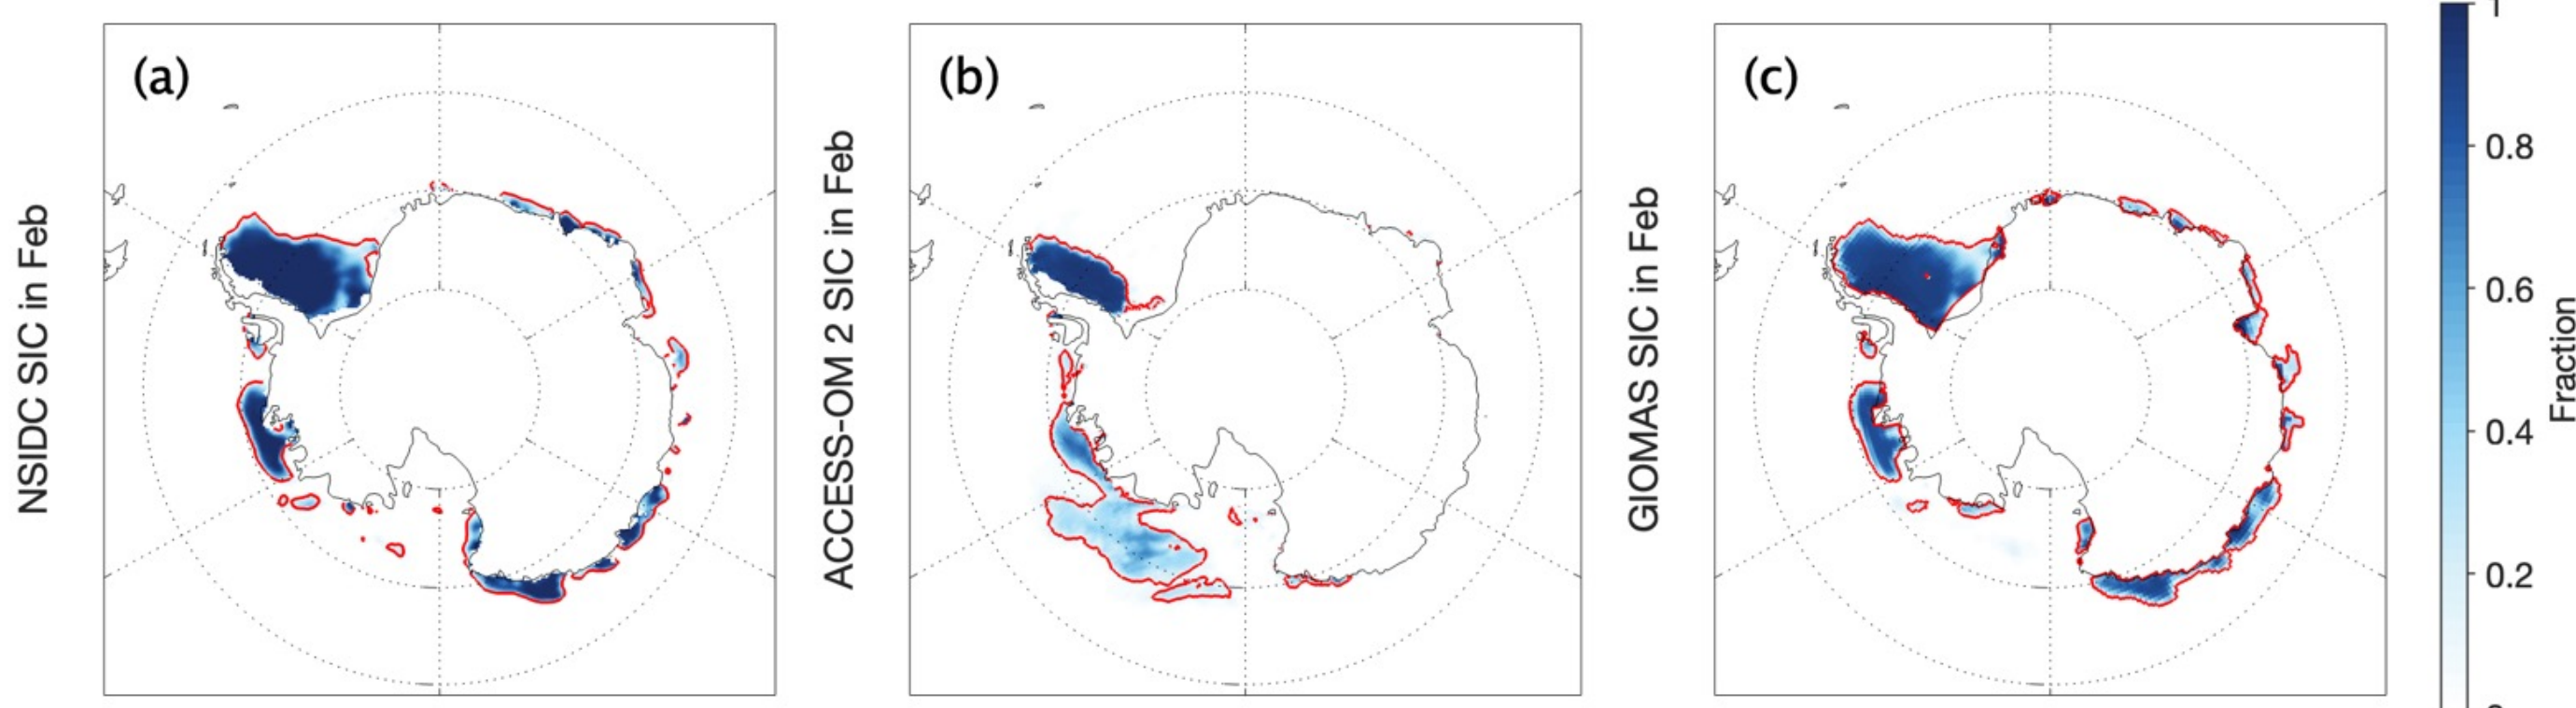 (a)
NSIDC SIC in Feb
(b)
ACCESS-OM 2 SIC in Feb
(c)
GIOMAS SIC in Feb
1
0.8
0.6
0.4
0.2
Fraction